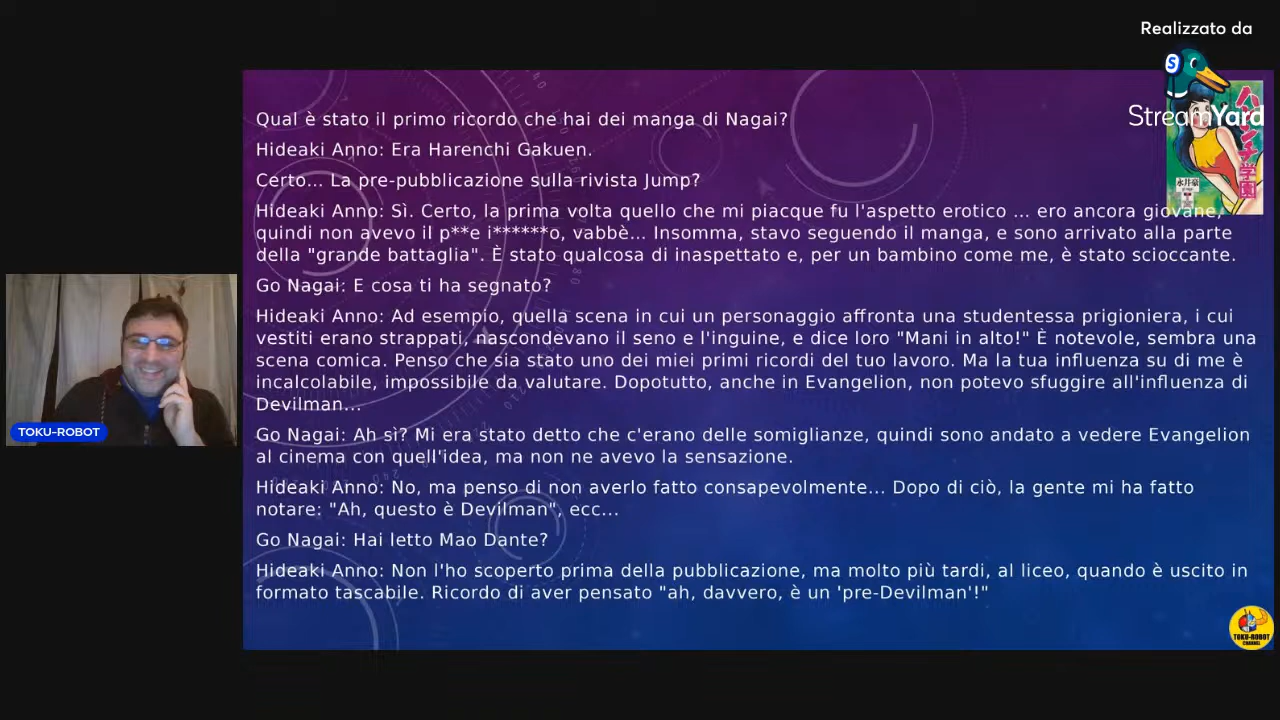 Realizzato da
S
StreamYard
ハレンチ学園
永井豪
Qual è stato il primo ricordo che hai dei manga di Nagai?
Hideaki Anno: Era Harenchi Gakuen.
Certo... La pre-pubblicazione sulla rivista Jump?
Hideaki Anno: Sì. Certo, la prima volta quello che mi piacque fu l'aspetto erotico ... ero ancora giovane,
quindi non avevo il p**e i******o, vabbè... Insomma, stavo seguendo il manga, e sono arrivato alla parte
della "grande battaglia". È stato qualcosa di inaspettato e, per un bambino come me, è stato scioccante.
Go Nagai: E cosa ti ha segnato?
Hideaki Anno: Ad esempio, quella scena in cui un personaggio affronta una studentessa prigioniera, i cui
vestiti erano strappati, nascondevano il seno e l'inguine, e dice loro "Mani in alto!" È notevole, sembra una
scena comica. Penso che sia stato uno dei miei primi ricordi del tuo lavoro. Ma la tua influenza su di me è
incalcolabile, impossibile da valutare. Dopotutto, anche in Evangelion, non potevo sfuggire all'influenza di
Devilman...
Go Nagai: Ah sì? Mi era stato detto che c'erano delle somiglianze, quindi sono andato a vedere Evangelion
al cinema con quell'idea, ma non ne avevo la sensazione.
Hideaki Anno: No, ma penso di non averlo fatto consapevolmente... Dopo di ciò, la gente mi ha fatto
notare: "Ah, questo è Devilman", ecc...
Go Nagai: Hai letto Mao Dante?
Hideaki Anno: Non l'ho scoperto prima della pubblicazione, ma molto più tardi, al liceo, quando è uscito in
formato tascabile. Ricordo di aver pensato "ah, davvero, è un 'pre-Devilman'!"
TOKU-ROBOT
TOKU-ROBOT
CHANNEL